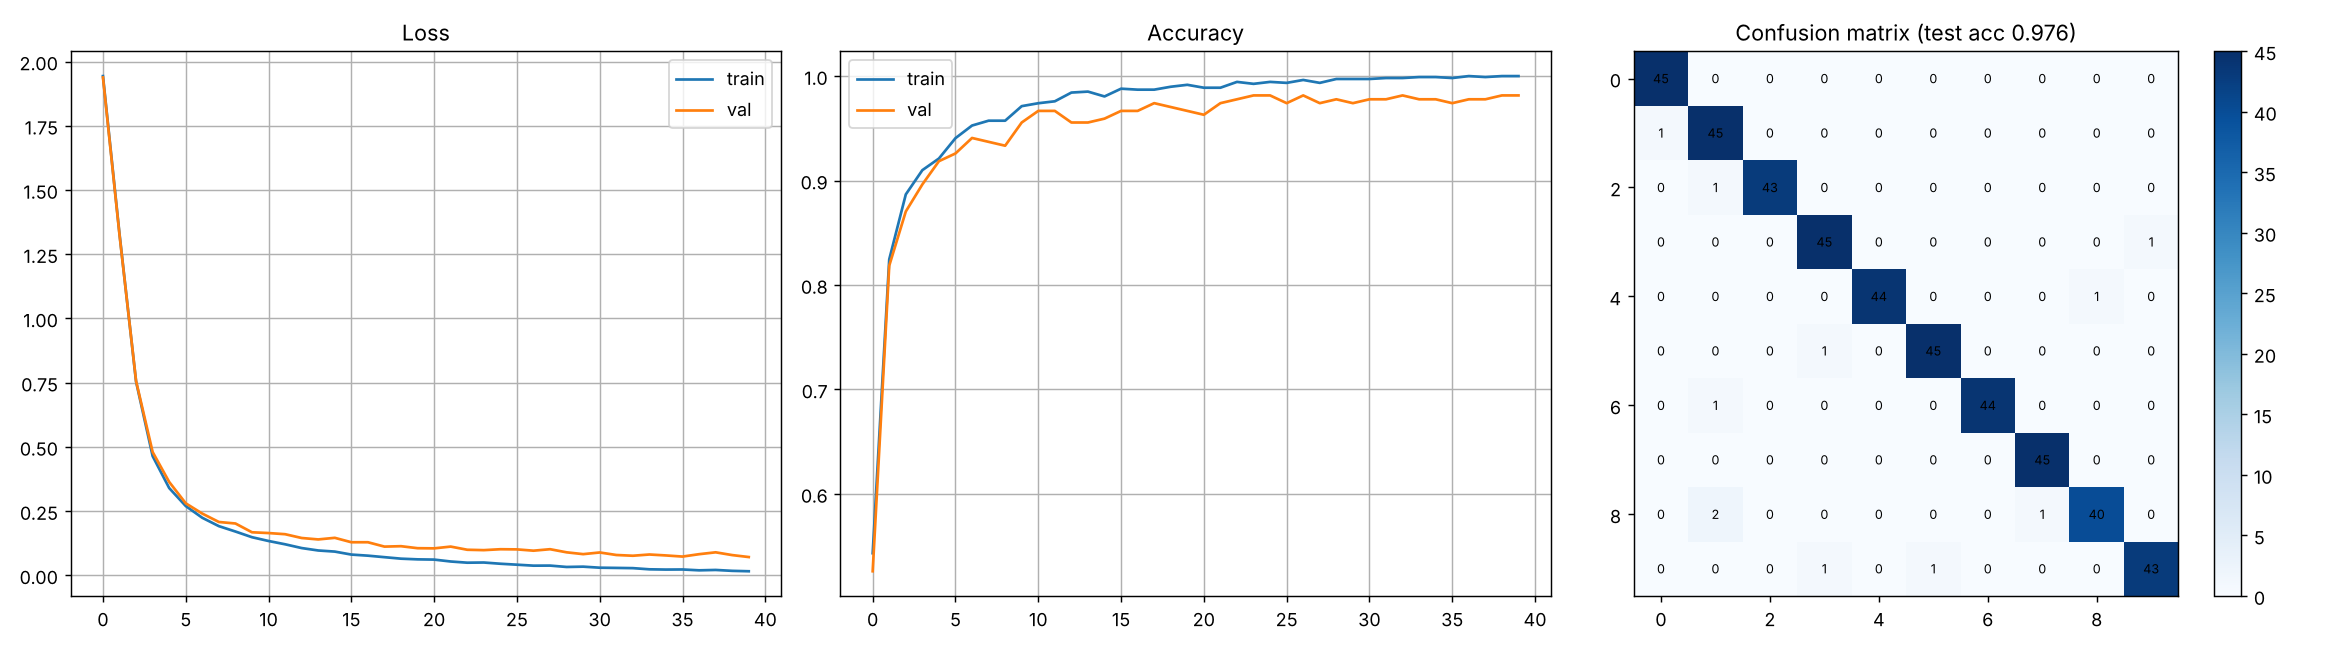 Loss
2.00
1.75
1.50
1.25
1.00
0.75
0.50
0.25
0.00
0 5 10 15 20 25 30 35 40
train
val
Accuracy
1.0
0.9
0.8
0.7
0.6
0 5 10 15 20 25 30 35 40
train
val
Confusion matrix (test acc 0.976)
0 45 0 0 0 0 0 0 0 0 0
1 45 0 0 0 0 0 0 0 0
2 0 1 43 0 0 0 0 0 0 0
0 0 0 45 0 0 0 0 0 1
4 0 0 0 0 44 0 0 0 1 0
0 0 0 1 0 45 0 0 0 0
6 0 1 0 0 0 0 44 0 0 0
0 0 0 0 0 0 0 45 0 0
8 0 2 0 0 0 0 0 1 40 0
0 0 0 1 0 1 0 0 0 43
0 2 4 6 8
45
40
35
30
25
20
15
10
5
0